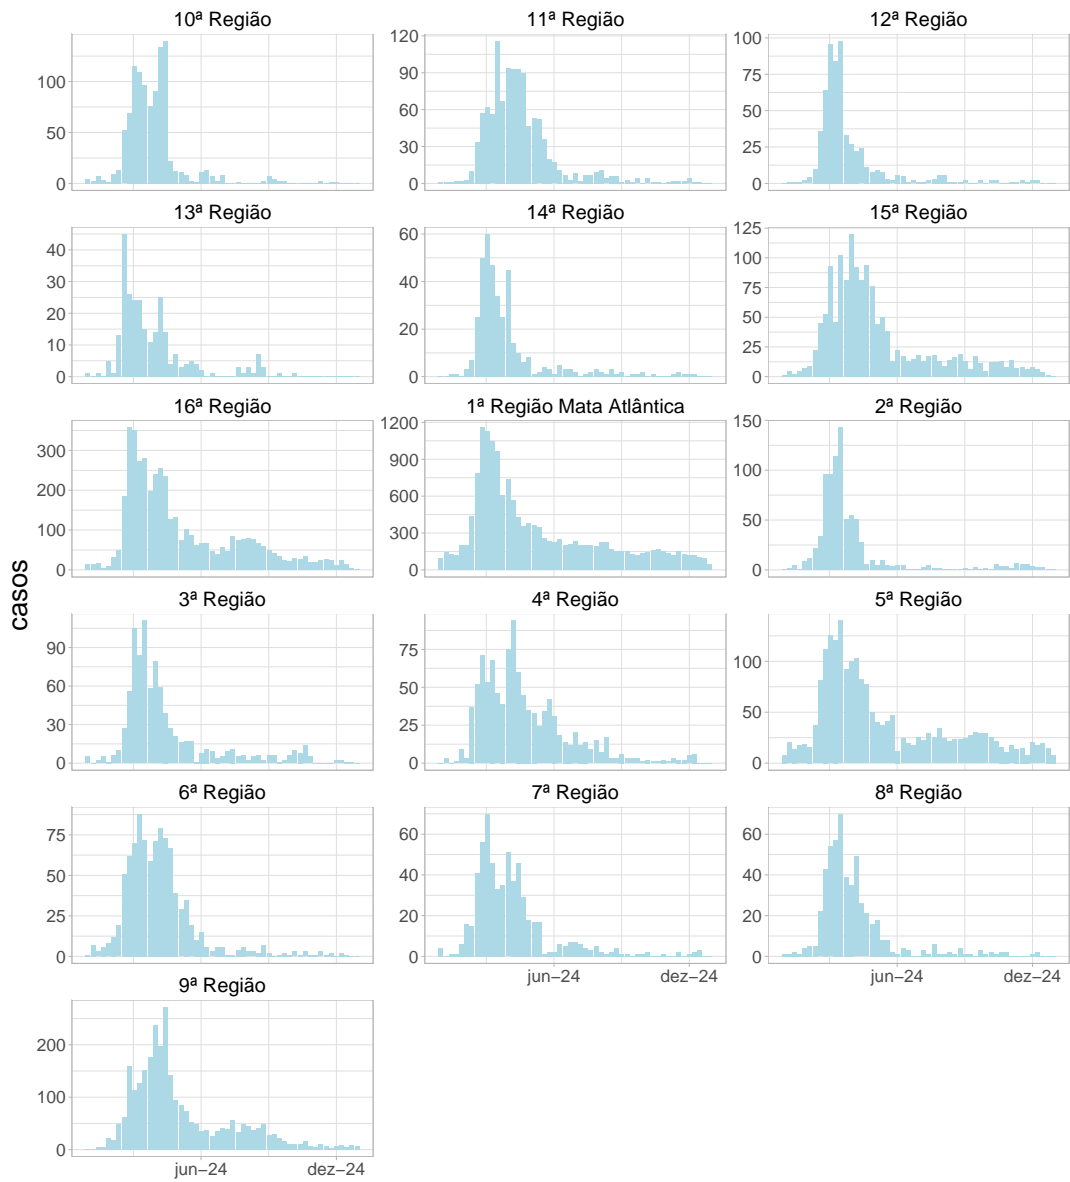 10ª Região
11ª Região
12ª Região
100
50
0
120
90
60
30
0
100
75
50
25
0
13ª Região
14ª Região
15ª Região
40
30
20
10
0
60
40
20
0
125
100
75
50
25
0
16ª Região
1ª Região Mata Atlântica
2ª Região
300
200
100
0
1200
900
600
300
0
150
100
50
0
casos
3ª Região
4ª Região
5ª Região
90
60
30
0
75
50
25
0
100
50
0
6ª Região
7ª Região
8ª Região
75
50
25
0
60
40
20
0
60
40
20
0
jun−24
dez−24
jun−24
dez−24
9ª Região
200
100
0
jun−24
dez−24